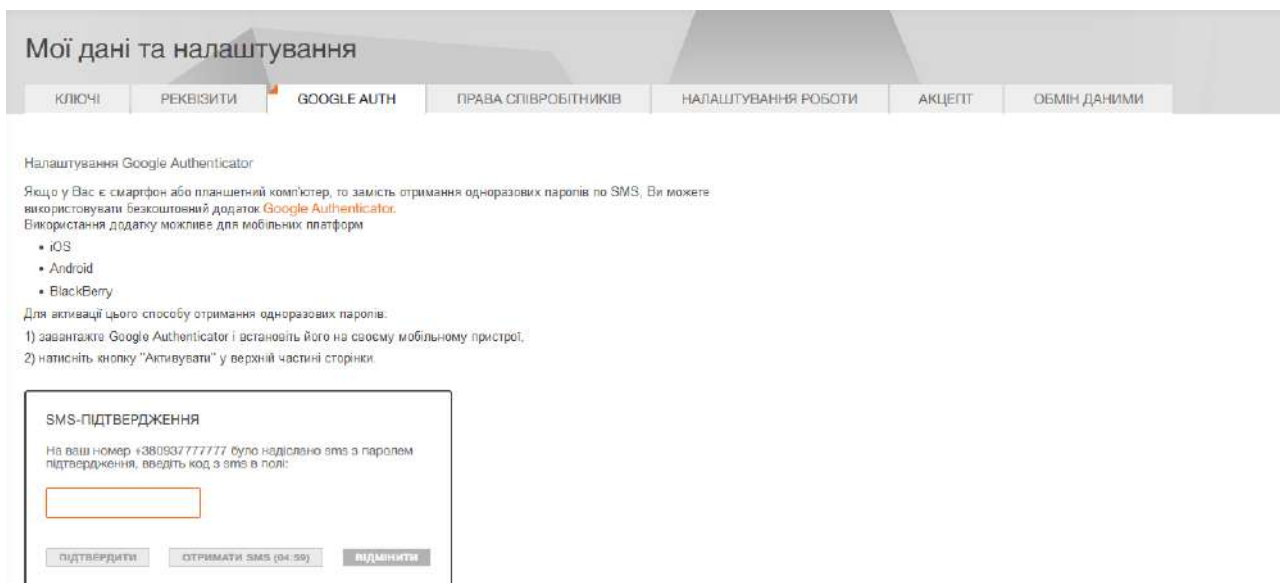 Мої дані та налаштування
КЛЮЧІ РЕКВІЗИТИ GOOGLE AUTH ПРАВА СПІВРОБІТНИКІВ НАЛАШТУВАННЯ РОБОТИ АКЦЕПТ ОБМІН ДАНИМИ
Налаштування Google Authenticator
Якщо у Вас є смартфон або планшетний комп'ютер, то замість отримання одноразових паролів по SMS, Ви можете
використовувати безкоштовний додаток Google Authenticator.
Використання додатку можливе для мобільних платформ
• iOS
• Android
• BlackBerry
Для активації цього способу отримання одноразових паролів:
1) завантажте Google Authenticator і встановіть його на своєму мобільному пристрої,
2) натисніть кнопку "Активувати" у верхній частині сторінки.
SMS-ПІДТВЕРДЖЕННЯ
На ваш номер +380937777777 було надіслано sms з паролем
підтвердження, введіть код з sms в полі:
ПІДТВЕРДИТИ ОТРИМАТИ SMS (04:59) ВІДМІНИТИ